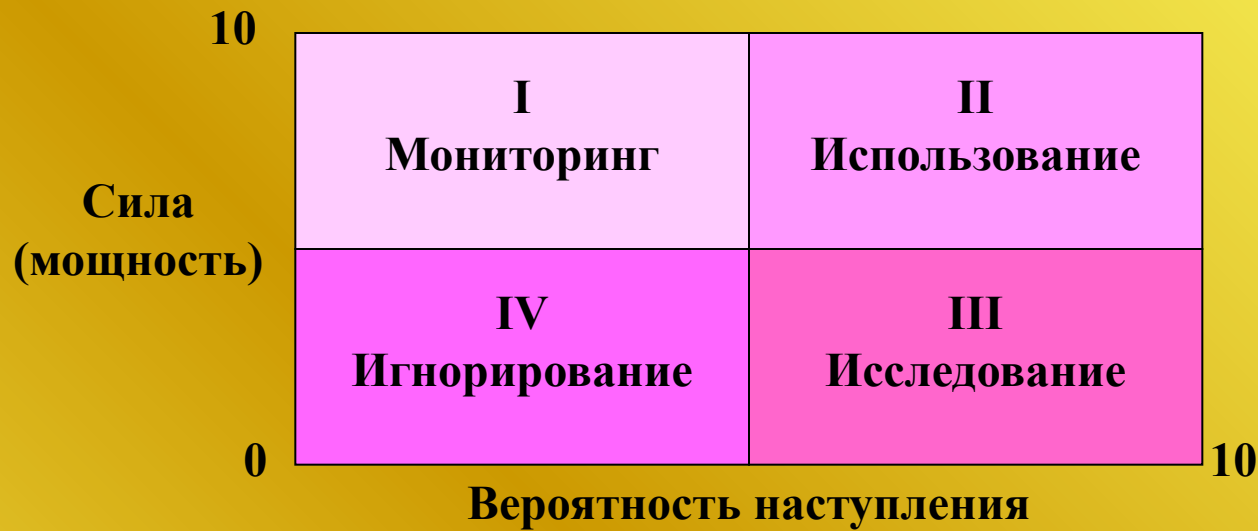 10
I
Мониторинг
II
Использование
Сила
(мощность)
IV
Игнорирование
III
Исследование
0
10
Вероятность наступления